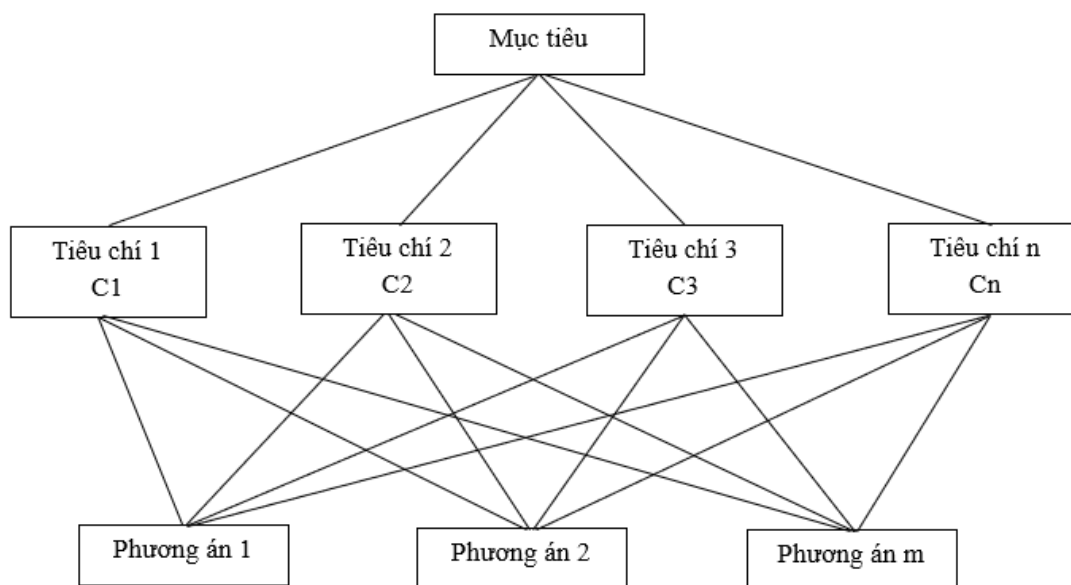 Mục tiêu
Tiêu chí 1
C1
Tiêu chí 2
C2
Tiêu chí 3
C3
Tiêu chí n
Cn
Phương án 1
Phương án 2
Phương án m